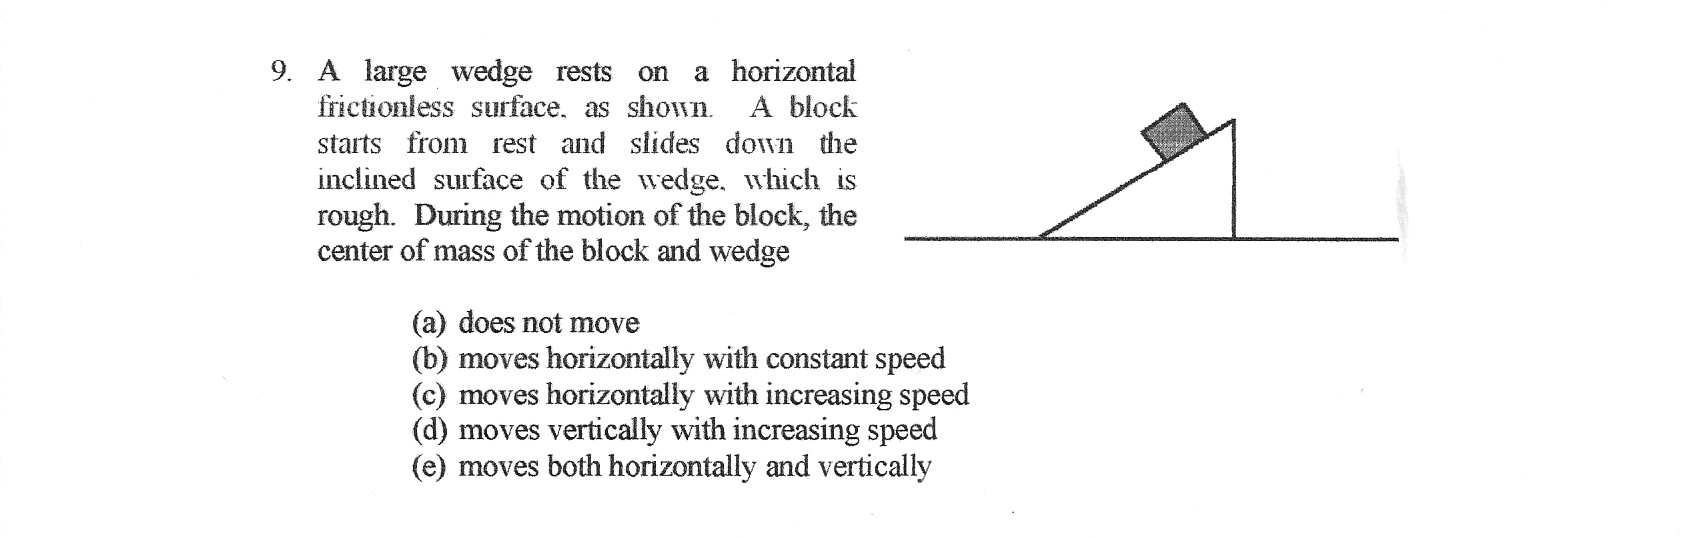 9. A large wedge rests on a horizontal
frictionless surface, as shown. A block
starts from rest and slides down the
inclined surface of the wedge, which is
rough. During the motion of the block, the
center of mass of the block and wedge
(a) does not move
(b) moves horizontally with constant speed
(c) moves horizontally with increasing speed
(d) moves vertically with increasing speed
(e) moves both horizontally and vertically